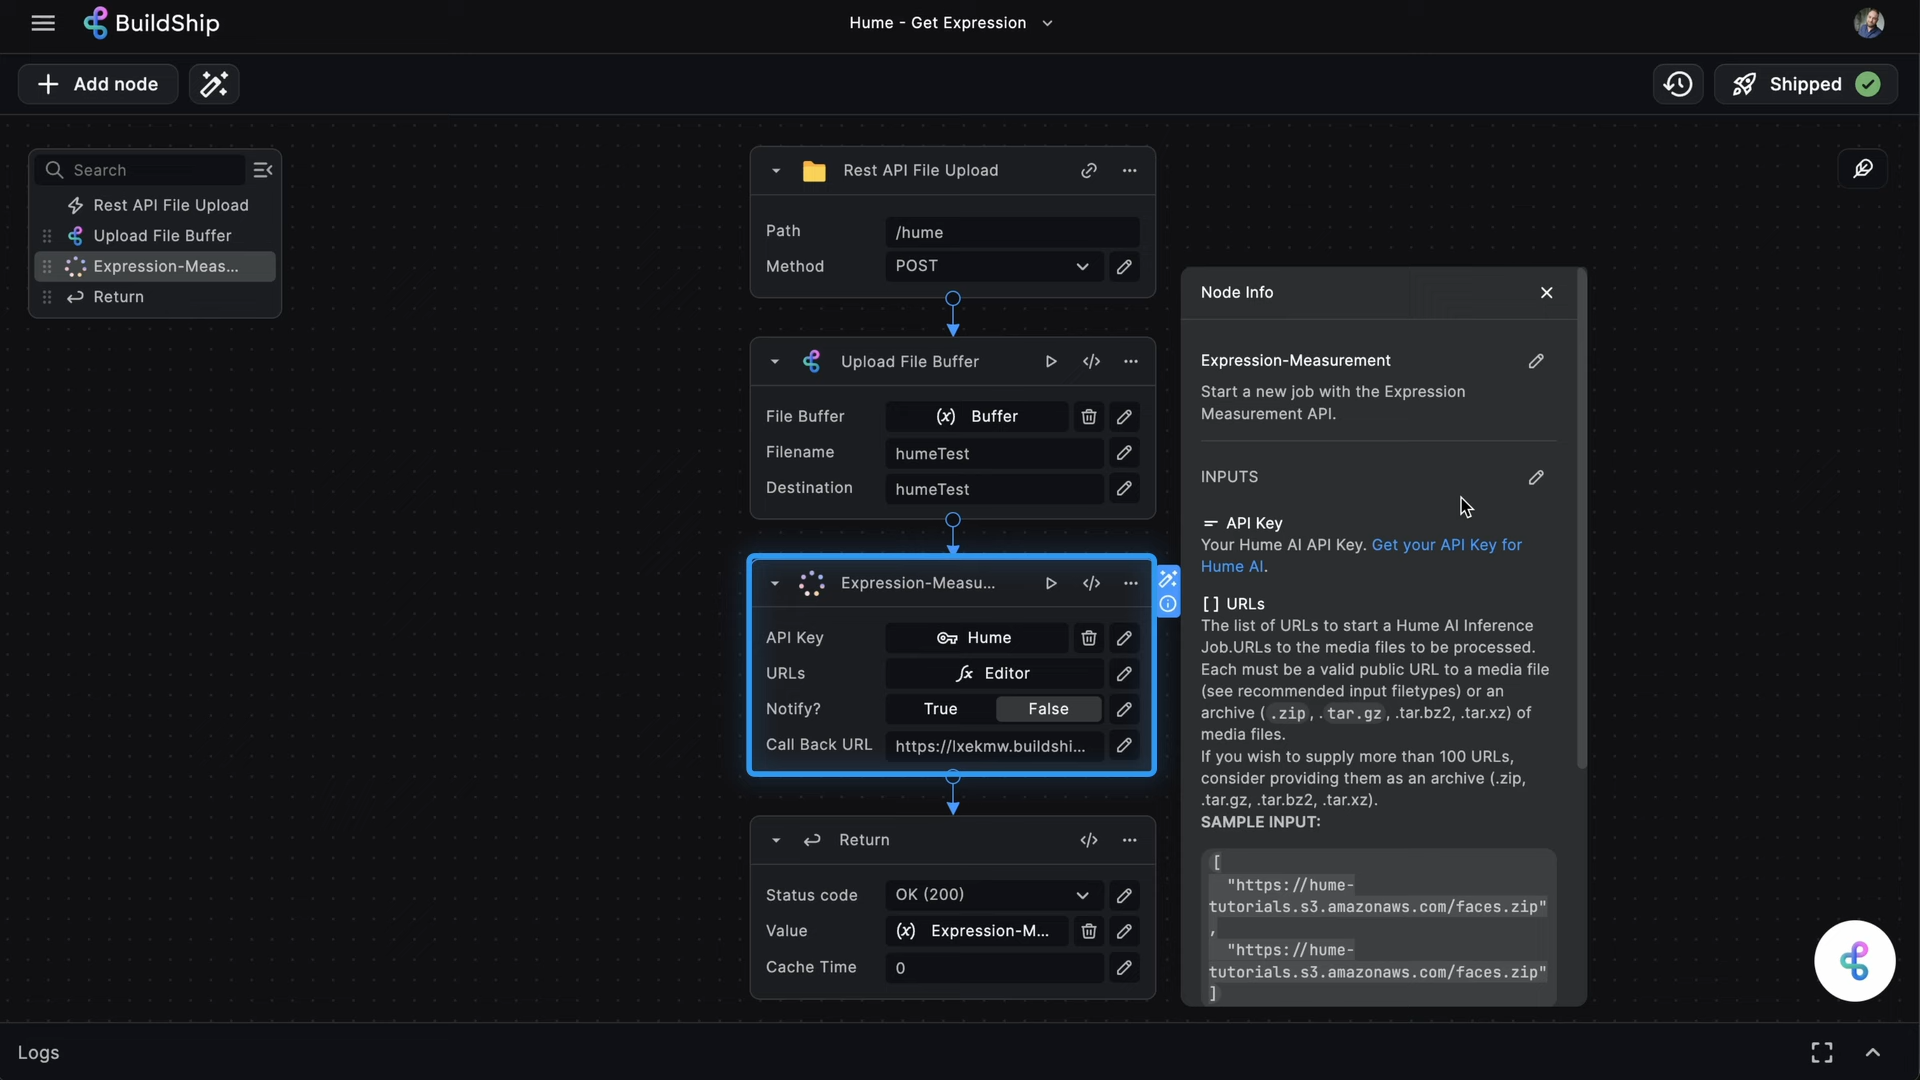 BuildShip
Hume - Get Expression
Add node
Shipped
Search
Rest API File Upload
Upload File Buffer
Expression-Meas...
Return
Rest API File Upload
Path
/hume
Method
POST
Upload File Buffer
File Buffer
(x) Buffer
Filename
humeTest
Destination
humeTest
Expression-Measu...
API Key
Hume
URLs
fx Editor
Notify?
True
False
Call Back URL
https://lxekmw.buildshi...
Return
Status code
OK (200)
Value
(x) Expression-M...
Cache Time
0
Node Info
Expression-Measurement
Start a new job with the Expression
Measurement API.
INPUTS
API Key
Your Hume AI API Key. Get your API Key for
Hume AI.
[ ] URLs
The list of URLs to start a Hume AI Inference
Job.URLs to the media files to be processed.
Each must be a valid public URL to a media file
(see recommended input filetypes) or an
archive ( .zip , . tar.gz , .tar.bz2, .tar.xz) of
media files.
If you wish to supply more than 100 URLs,
consider providing them as an archive (.zip,
.tar.gz, .tar.bz2, .tar.xz).
SAMPLE INPUT:
[
"https://hume-
tutorials.s3.amazonaws.com/faces.zip"
,
"https://hume-
tutorials.s3.amazonaws.com/faces.zip"
]
Logs